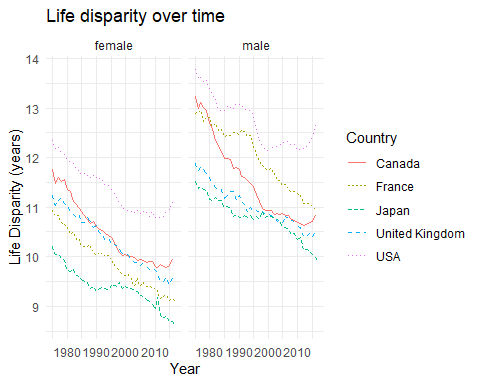 Life disparity over time
female
male
Life Disparity (years)
14
13
12
11
10
9
1980 1990 2000 2010
1980 1990 2000 2010
Year
Country
Canada
France
Japan
United Kingdom
USA